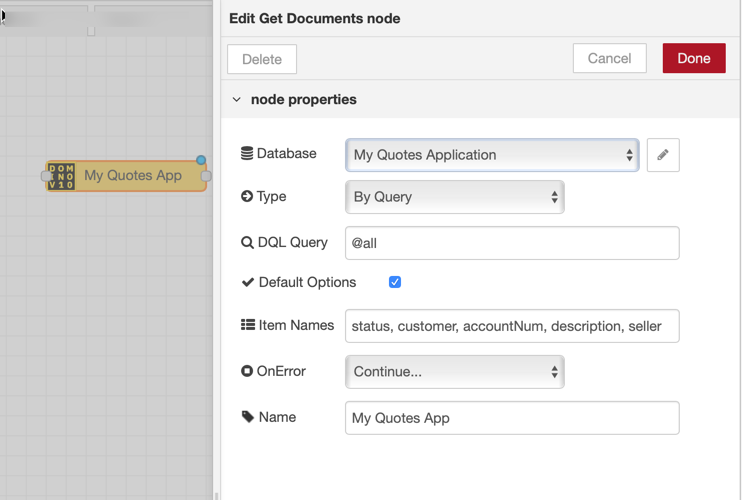 Edit Get Documents node
Delete
Cancel
Done
node properties
Database
My Quotes Application
DOM
INO
V10
My Quotes App
Type
By Query
DQL Query
@all
Default Options
Item Names
status, customer, accountNum, description, seller
OnError
Continue...
Name
My Quotes App